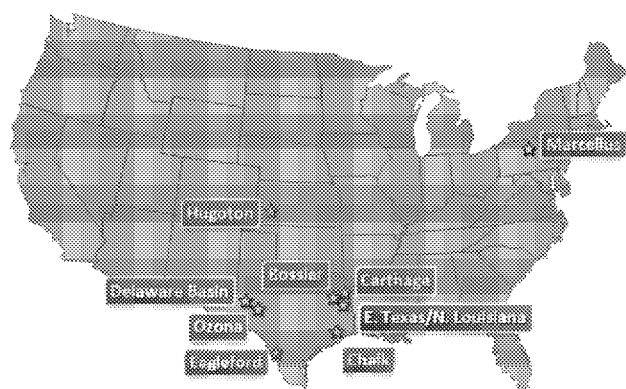 Marcellus
Hugoton
Bossier
Carthage
Delaware Basin
E. Texas/N. Louisiana
Ozona
Eagleford
Chalk